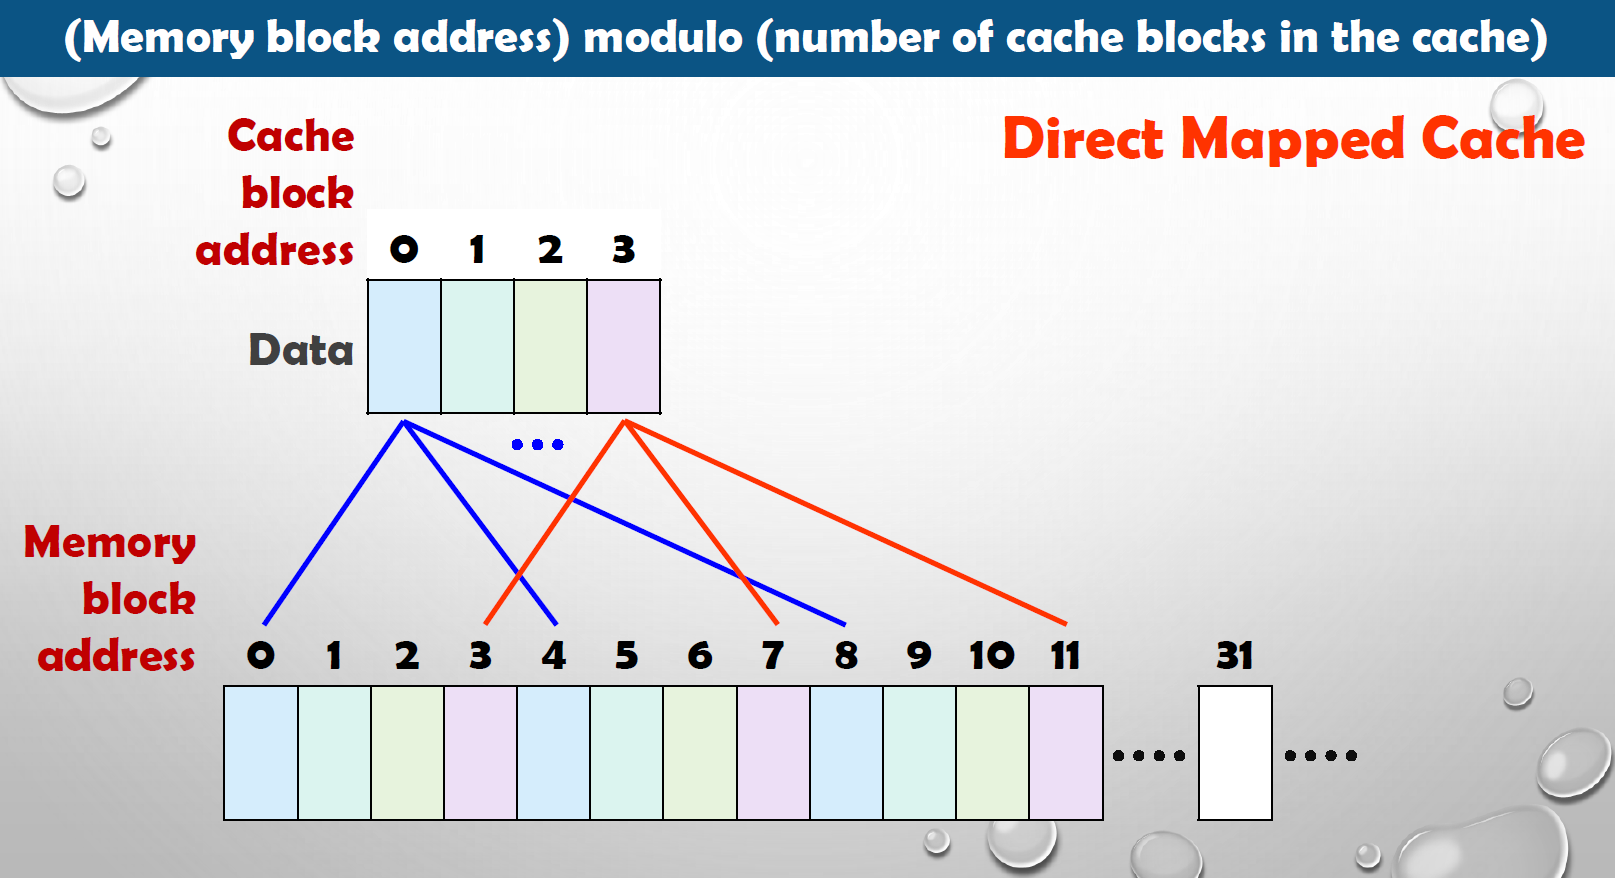 (Memory block address) modulo (number of cache blocks in the cache)
Direct Mapped Cache
Cache
block
address
0 1 2 3
Data
Memory
block
address
0 1 2 3 4 5 6 7 8 9 10 11 31